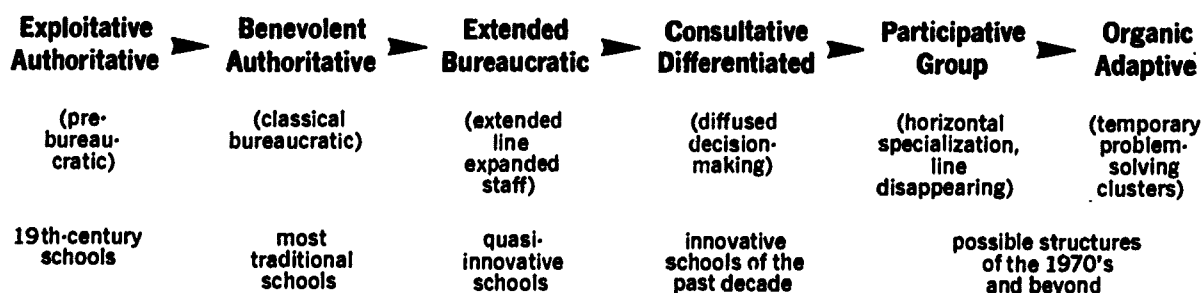 Exploitative
Authoritative
Benevolent
Authoritative
Extended
Bureaucratic
Consultative
Differentiated
Participative
Group
Organic
Adaptive
(pre-
bureau-
cratic)
(classical
bureaucratic)
(extended
line
expanded
staff)
(diffused
decision-
making)
(horizontal
specialization,
line
disappearing)
(temporary
problem-
solving
clusters)
19th-century
schools
most
traditional
schools
quasi-
innovative
schools
innovative
schools of the
past decade
possible structures
of the 1970's
and beyond